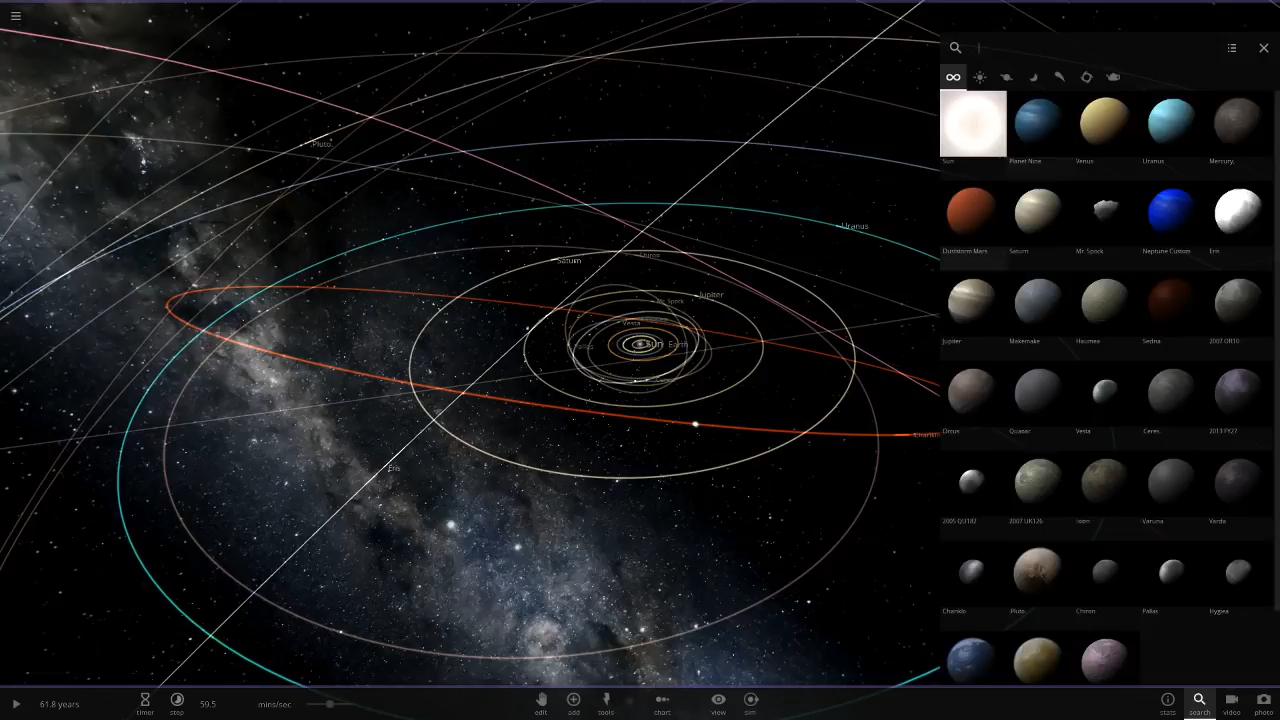 Pluto
Uranus
Saturn
Mr. Spock
Jupiter
Vesta
Sun
Earth
Pallas
Eris
Sun
Planet Nine
Venus
Uranus
Mercury,
Duststorm Mars
Saturn
Mr. Spock
Neptune Custom
Eris
Jupiter
Makemake
Haumea
Sedna
2007 OR10
Orcus
Quaoar
Vesta
Ceres
2013 FY27
2005 QU182
2007 UK126
Ixion
Varuna
Varda
Chariklo
Pluto
Chiron
Pallas
Hygiea
61.8 years
timer
step
59.5
mins/sec
edit
add
tools
chart
view
sim
stats
search
video
photo